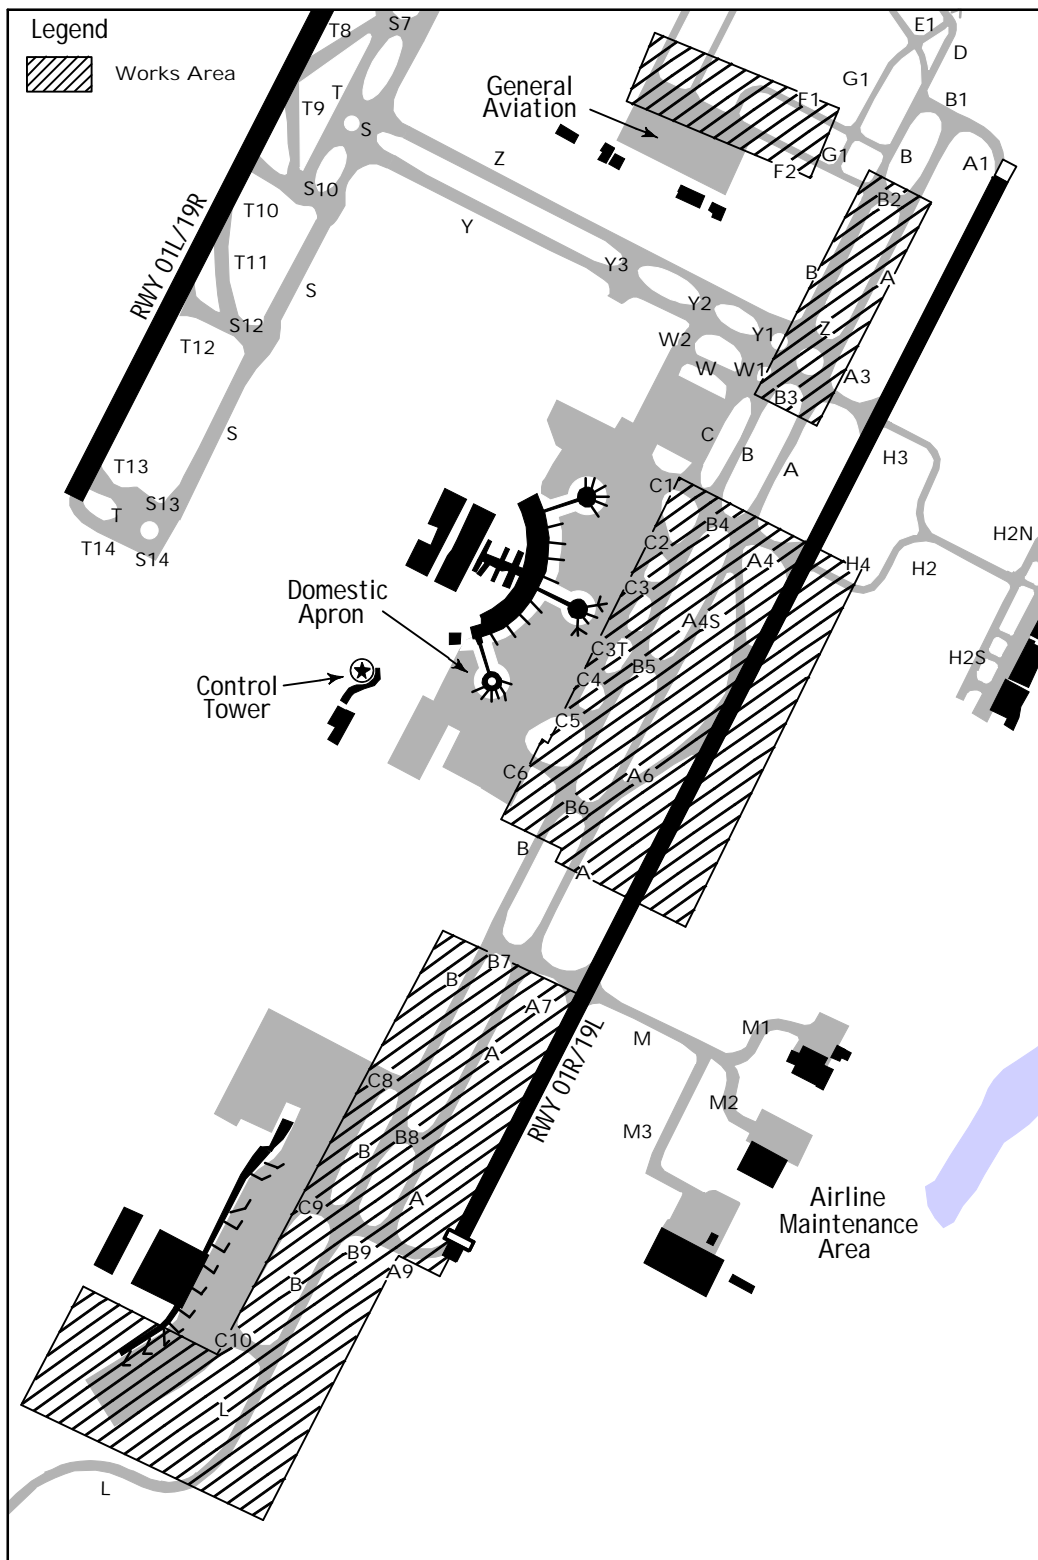 Legend
Works Area
T8
S7
E1
D
G1
B1
General
Aviation
F1
T
T9
S
Z
G1
B
A1
F2
S10
B2
T10
Y
RWY 01L/19R
T11
Y3
B
A
S
Y2
S12
Y1
Z
T12
W2
W
W1
A3
B3
S
C
B
A
H3
T13
C1
S13
T
B4
H2N
T14
S14
C2
A4
H4
H2
Domestic
Apron
C3
A4S
C3T
B5
H2S
C4
Control
Tower
C5
C6
A6
B6
B
A
B7
B
A7
M
M1
A
RWY 01R/19L
C8
M2
B8
B
M3
A
C9
Airline
Maintenance
Area
B9
A9
B
C10
L
L